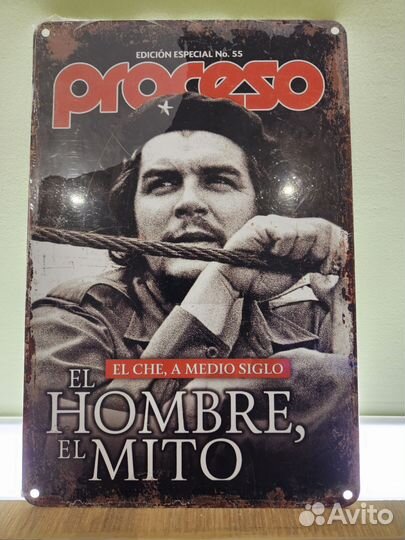 EDICIÓN ESPECIAL No. 55
proceso
EL CHE, A MEDIO SIGLO
EL
HOMBRE,
EL MITO
Avito